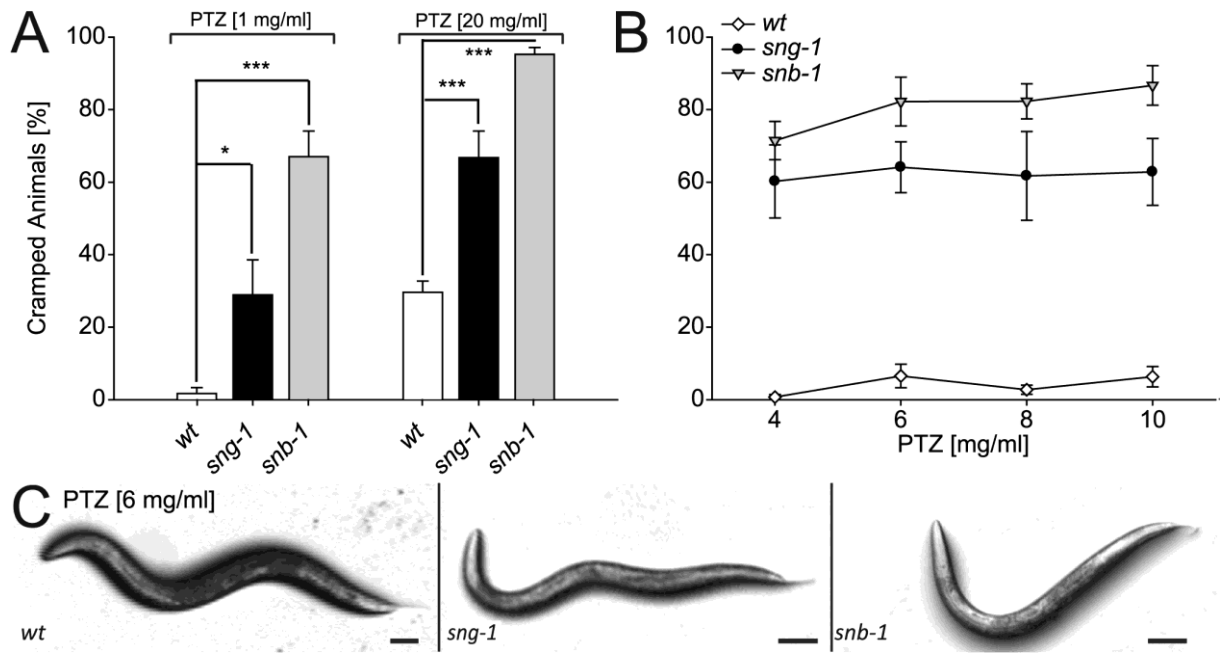 A
PTZ [1 mg/ml]
PTZ [20 mg/ml]
Cramped Animals [%]
100
80
60
40
20
0
***
*
***
***
wt
sng-1
snb-1
wt
sng-1
snb-1
B
wt
sng-1
snb-1
100
80
60
40
20
0
4
6
8
10
PTZ [mg/ml]
C
PTZ [6 mg/ml]
wt
sng-1
snb-1